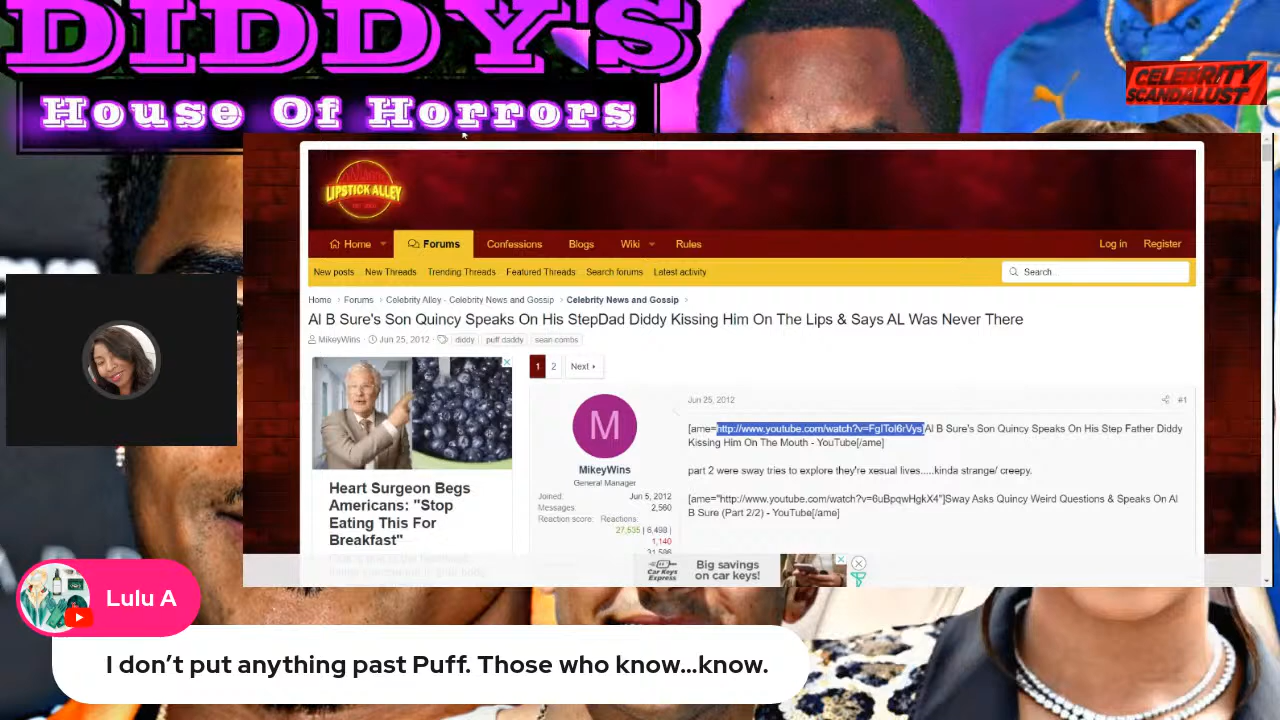 DIDDY'S
House Of Horrors
CELEBRITY
SCANDALUST
LIPSTICK ALLEY
Home
Forums
Confessions
Blogs
Wiki
Rules
Log in
Register
New posts
New Threads
Trending Threads
Featured Threads
Search forums
Latest activity
Search…
Home > Forums > Celebrity Alley - Celebrity News and Gossip > Celebrity News and Gossip >
Al B Sure's Son Quincy Speaks On His StepDad Diddy Kissing Him On The Lips & Says AL Was Never There
MikeyWins Jun 25, 2012 diddy puff daddy sean combs
1 2 Next
Heart Surgeon Begs
Americans: "Stop
Eating This For
Breakfast"
M
MikeyWins
General Manager
Joined: Jun 5, 2012
Messages: 2,560
Reaction score: Reactions:
27,535 | 6,498 |
1,140
Jun 25, 2012 #1
[ame=http://www.youtube.com/watch?v=FgIToI6rVys]Al B Sure's Son Quincy Speaks On His Step Father Diddy
Kissing Him On The Mouth - YouTube[/ame]
part 2 were sway tries to explore they're xesual lives.....kinda strange/ creepy.
[ame="http://www.youtube.com/watch?v=6uBpqwHgkX4"]Sway Asks Quincy Weird Questions & Speaks On Al
B Sure (Part 2/2) - YouTube[/ame]
Car Keys
Express
Big savings
on car keys!
Lulu A
I don't put anything past Puff. Those who know...know.